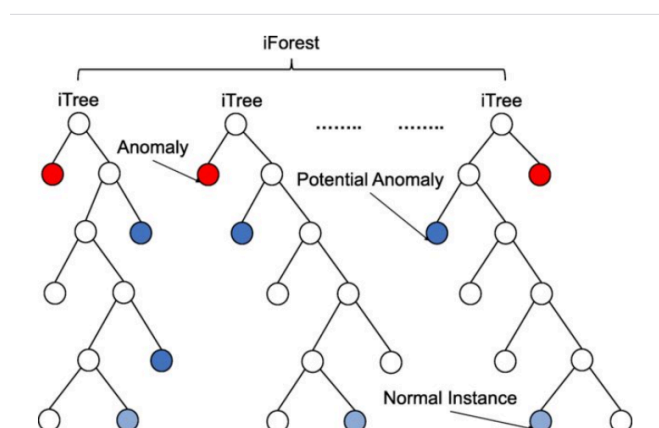 iForest
iTree iTree iTree
........ ........
Anomaly
Potential Anomaly
Normal Instance